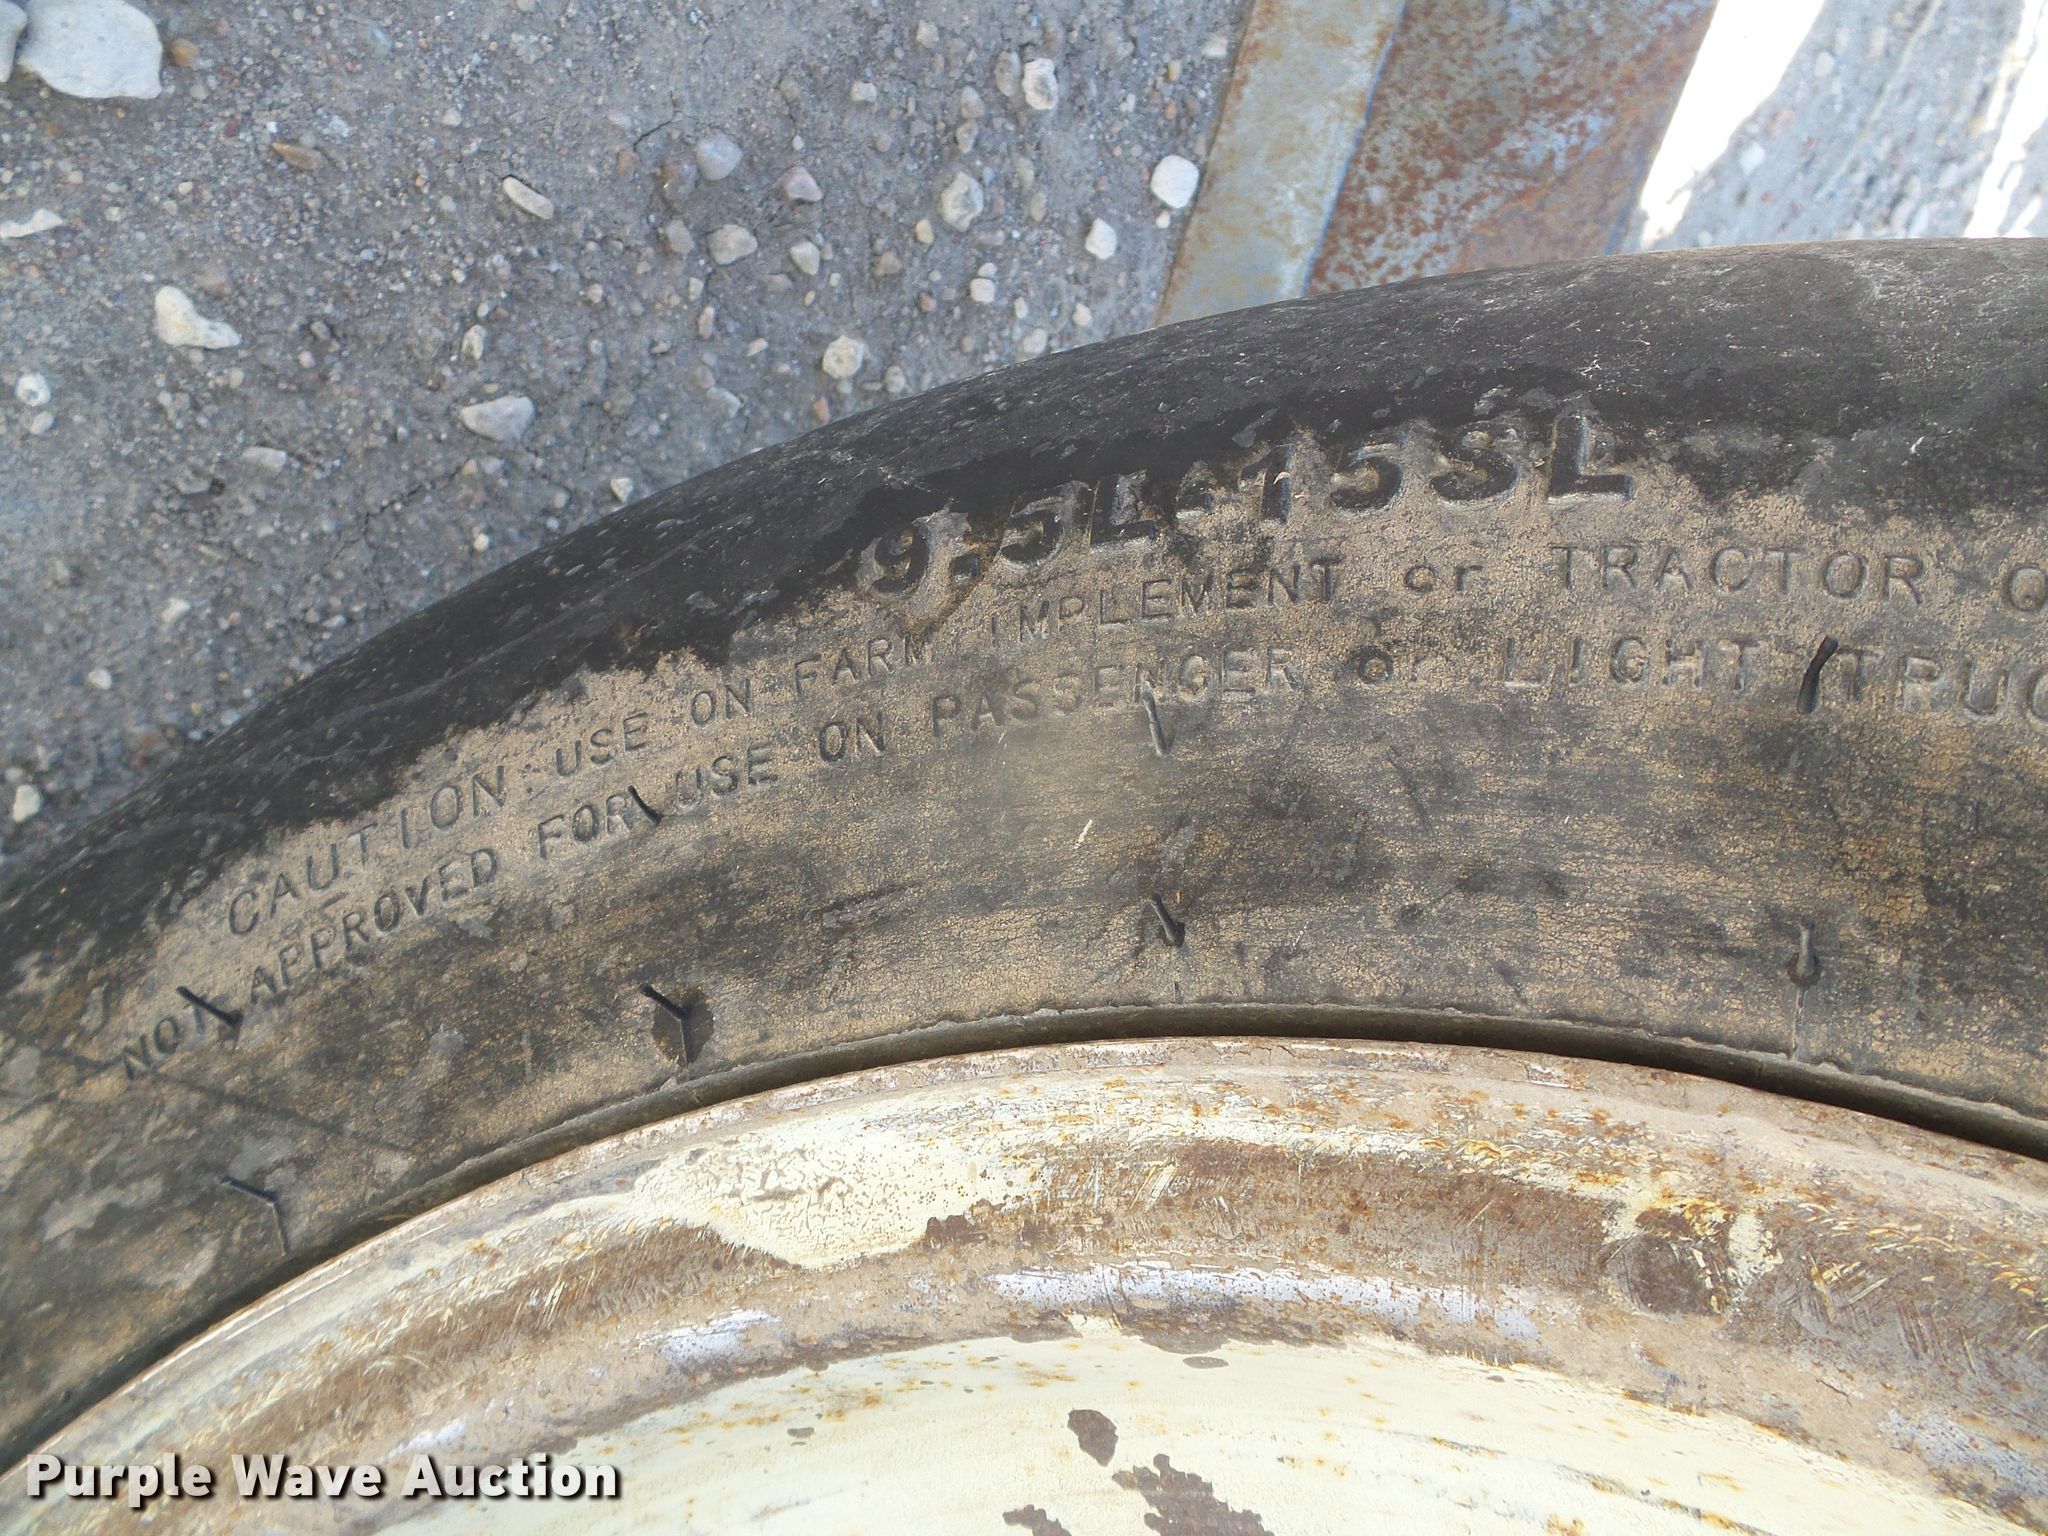 9.5L-15SL
CAUTION: USE ON FARM IMPLEMENT or TRACTOR
NOT APPROVED FOR USE ON PASSENGER or LIGHT
Purple Wave Auction